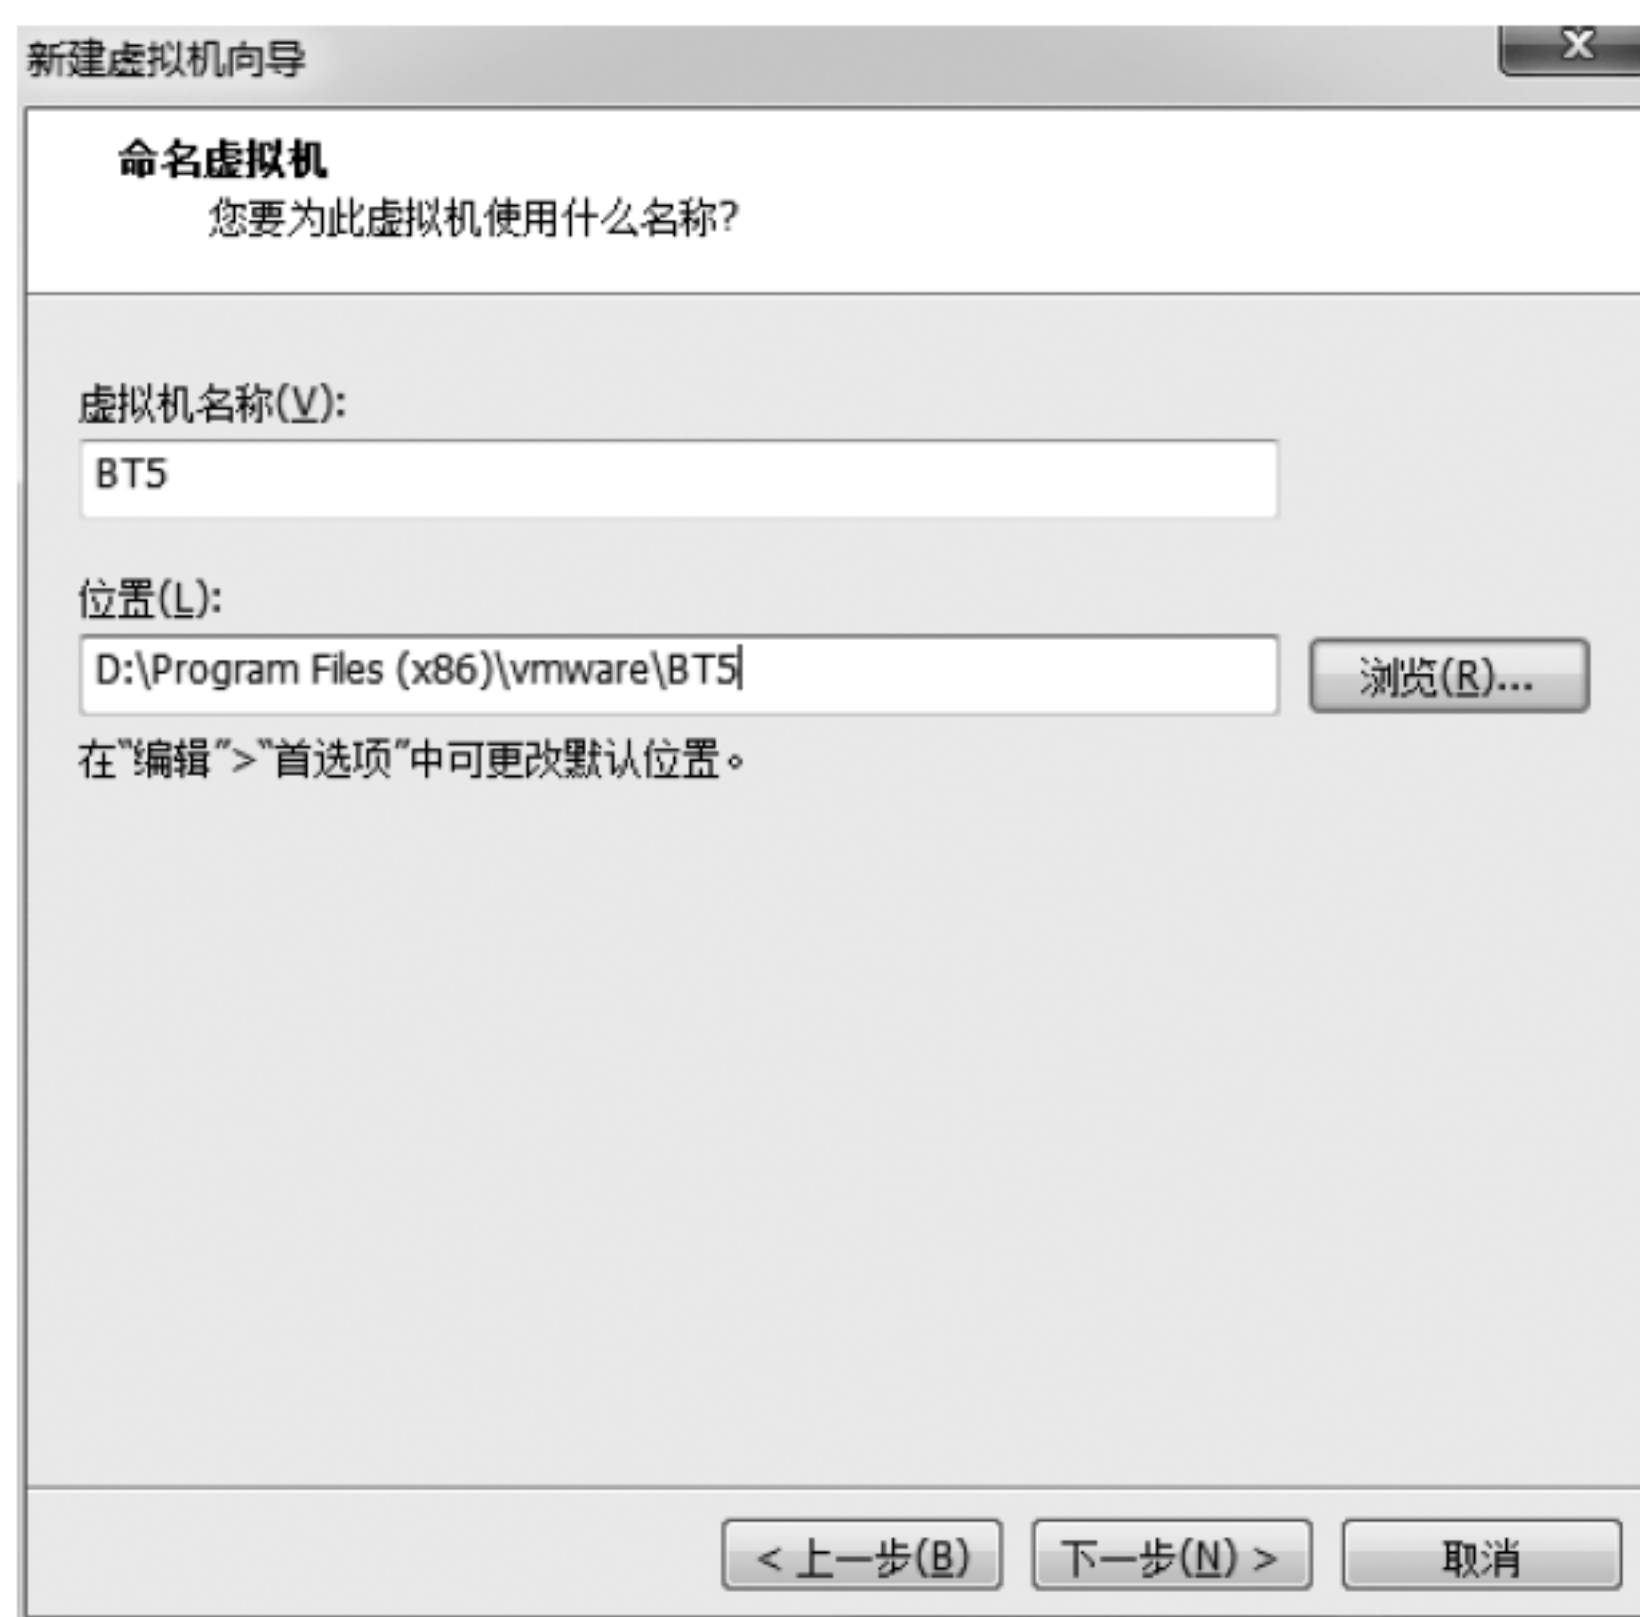 新建虚拟机向导
命名虚拟机
您要为此虚拟机使用什么名称?
虚拟机名称(V):
BT5
位置(L):
D:\Program Files (x86)\vmware\BT5
浏览(R)...
在"编辑">"首选项"中可更改默认位置。
< 上一步(B)
下一步(N) >
取消